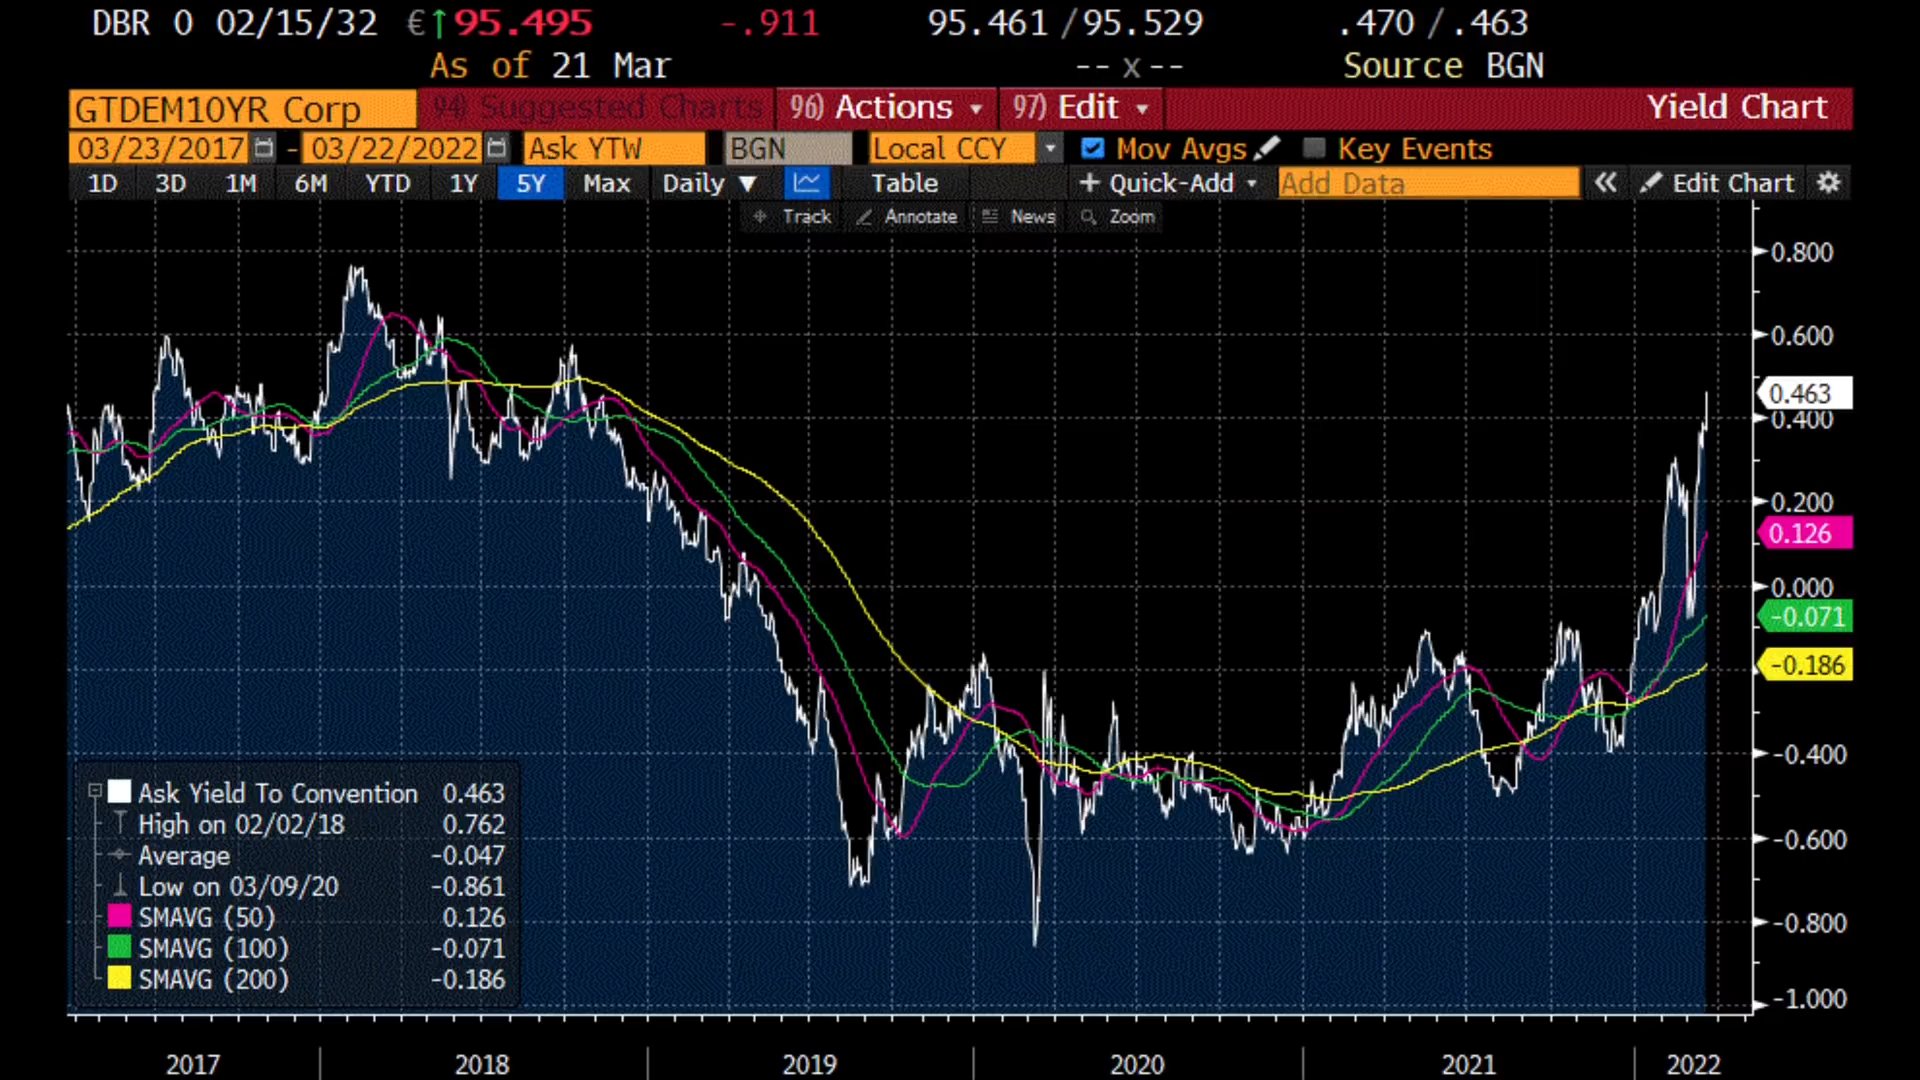 DBR 0 02/15/32 €↑95.495 -.911 95.461 /95.529 .470 / .463
As of 21 Mar -- x -- Source BGN
GTDEM10YR Corp 94) Suggested Charts 96) Actions ▾ 97) Edit ▾ Yield Chart
03/23/2017 - 03/22/2022 Ask YTW BGN Local CCY ▾ Mov Avgs Key Events
1D 3D 1M 6M YTD 1Y 5Y Max Daily ▼ Table + Quick-Add ▾ Add Data « Edit Chart
Track Annotate News Zoom
0.800
0.600
0.463
0.400
0.200
0.126
0.000
-0.071
-0.186
-0.400
-0.600
-0.800
-1.000
Ask Yield To Convention 0.463
High on 02/02/18 0.762
Average -0.047
Low on 03/09/20 -0.861
SMAVG (50) 0.126
SMAVG (100) -0.071
SMAVG (200) -0.186
2017 2018 2019 2020 2021 2022